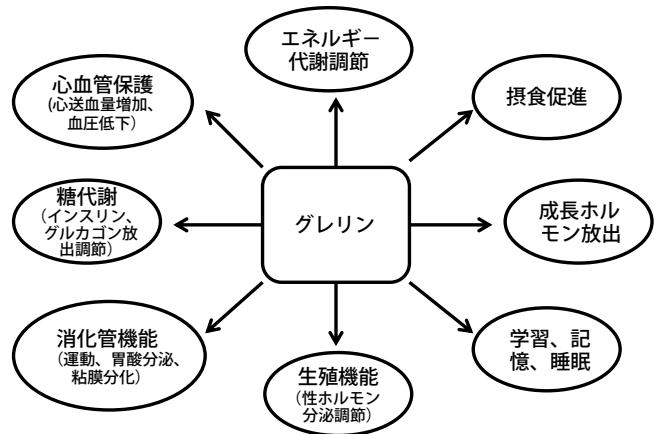 エネルギー
代謝調節
心血管保護
(心送血量増加、
血圧低下)
摂食促進
糖代謝
(インスリン、
グルカゴン放
出調節)
グレリン
成長ホル
モン放出
消化管機能
(運動、胃酸分泌、
粘膜分化)
生殖機能
(性ホルモン
分泌調節)
学習、記
憶、睡眠